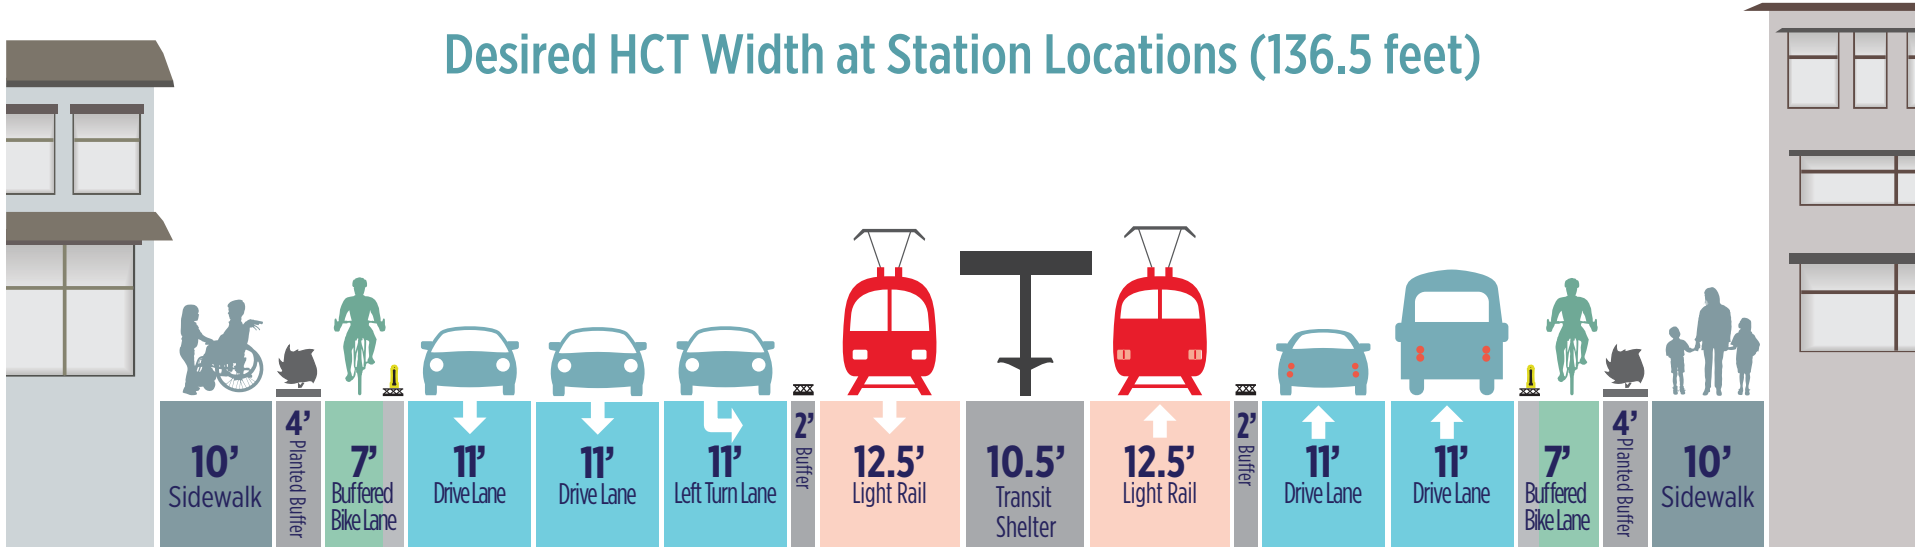 Desired HCT Width at Station Locations (136.5 feet)
10’
Sidewalk
4’
Planted Buffer
7’
Buffered
Bike Lane
11’
Drive Lane
11’
Drive Lane
11’
Left Turn Lane
2’
Buffer
12.5’
Light Rail
10.5’
Transit
Shelter
12.5’
Light Rail
2’
Buffer
11’
Drive Lane
11’
Drive Lane
7’
Buffered
Bike Lane
4’
Planted Buffer
10’
Sidewalk